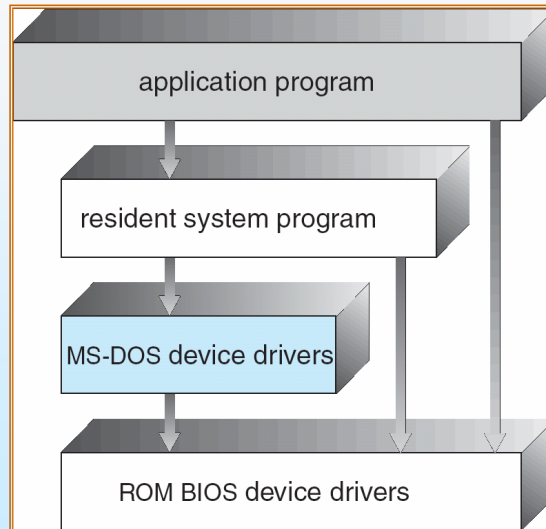 application program
resident system program
MS-DOS device drivers
ROM BIOS device drivers